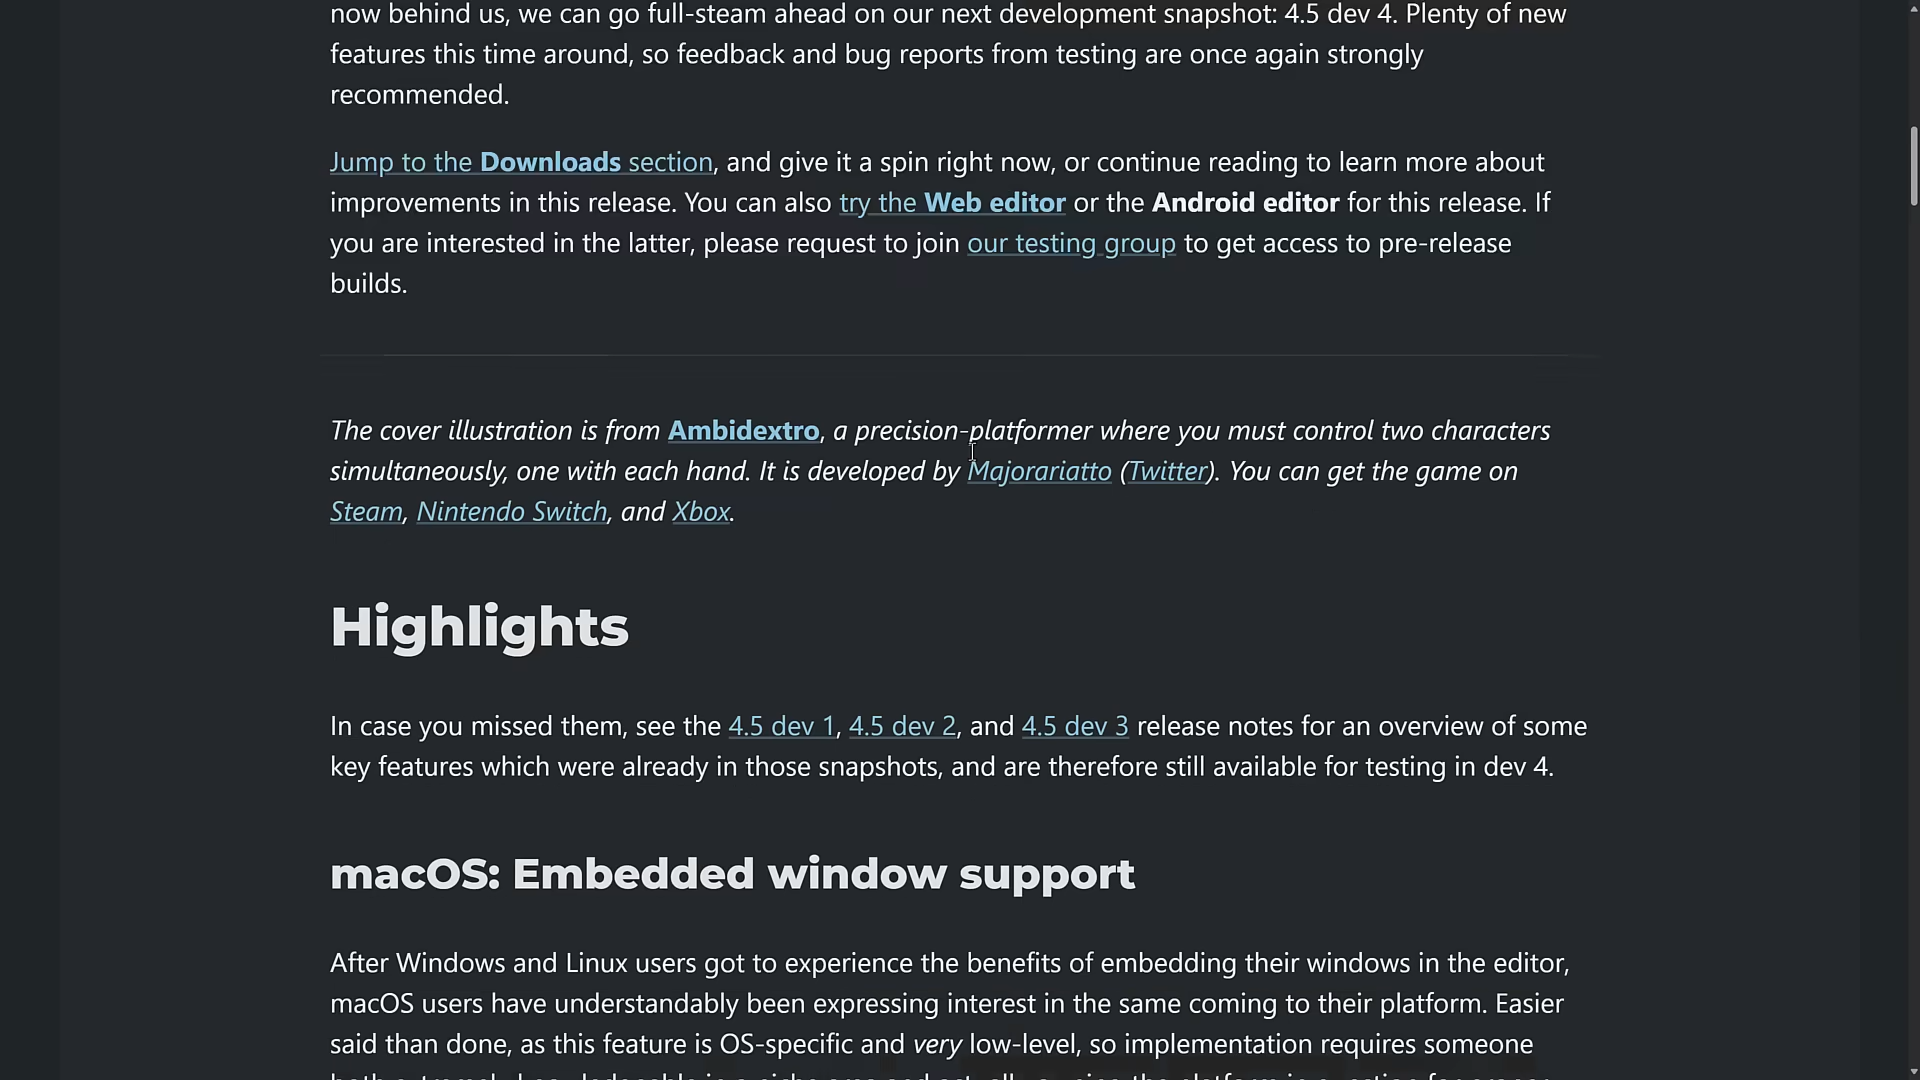 now behind us, we can go full-steam ahead on our next development snapshot: 4.5 dev 4. Plenty of new
features this time around, so feedback and bug reports from testing are once again strongly
recommended.
Jump to the Downloads section, and give it a spin right now, or continue reading to learn more about
improvements in this release. You can also try the Web editor or the Android editor for this release. If
you are interested in the latter, please request to join our testing group to get access to pre-release
builds.
The cover illustration is from Ambidextro, a precision-platformer where you must control two characters
simultaneously, one with each hand. It is developed by Majorariatto (Twitter). You can get the game on
Steam, Nintendo Switch, and Xbox.
Highlights
In case you missed them, see the 4.5 dev 1, 4.5 dev 2, and 4.5 dev 3 release notes for an overview of some
key features which were already in those snapshots, and are therefore still available for testing in dev 4.
macOS: Embedded window support
After Windows and Linux users got to experience the benefits of embedding their windows in the editor,
macOS users have understandably been expressing interest in the same coming to their platform. Easier
said than done, as this feature is OS-specific and very low-level, so implementation requires someone